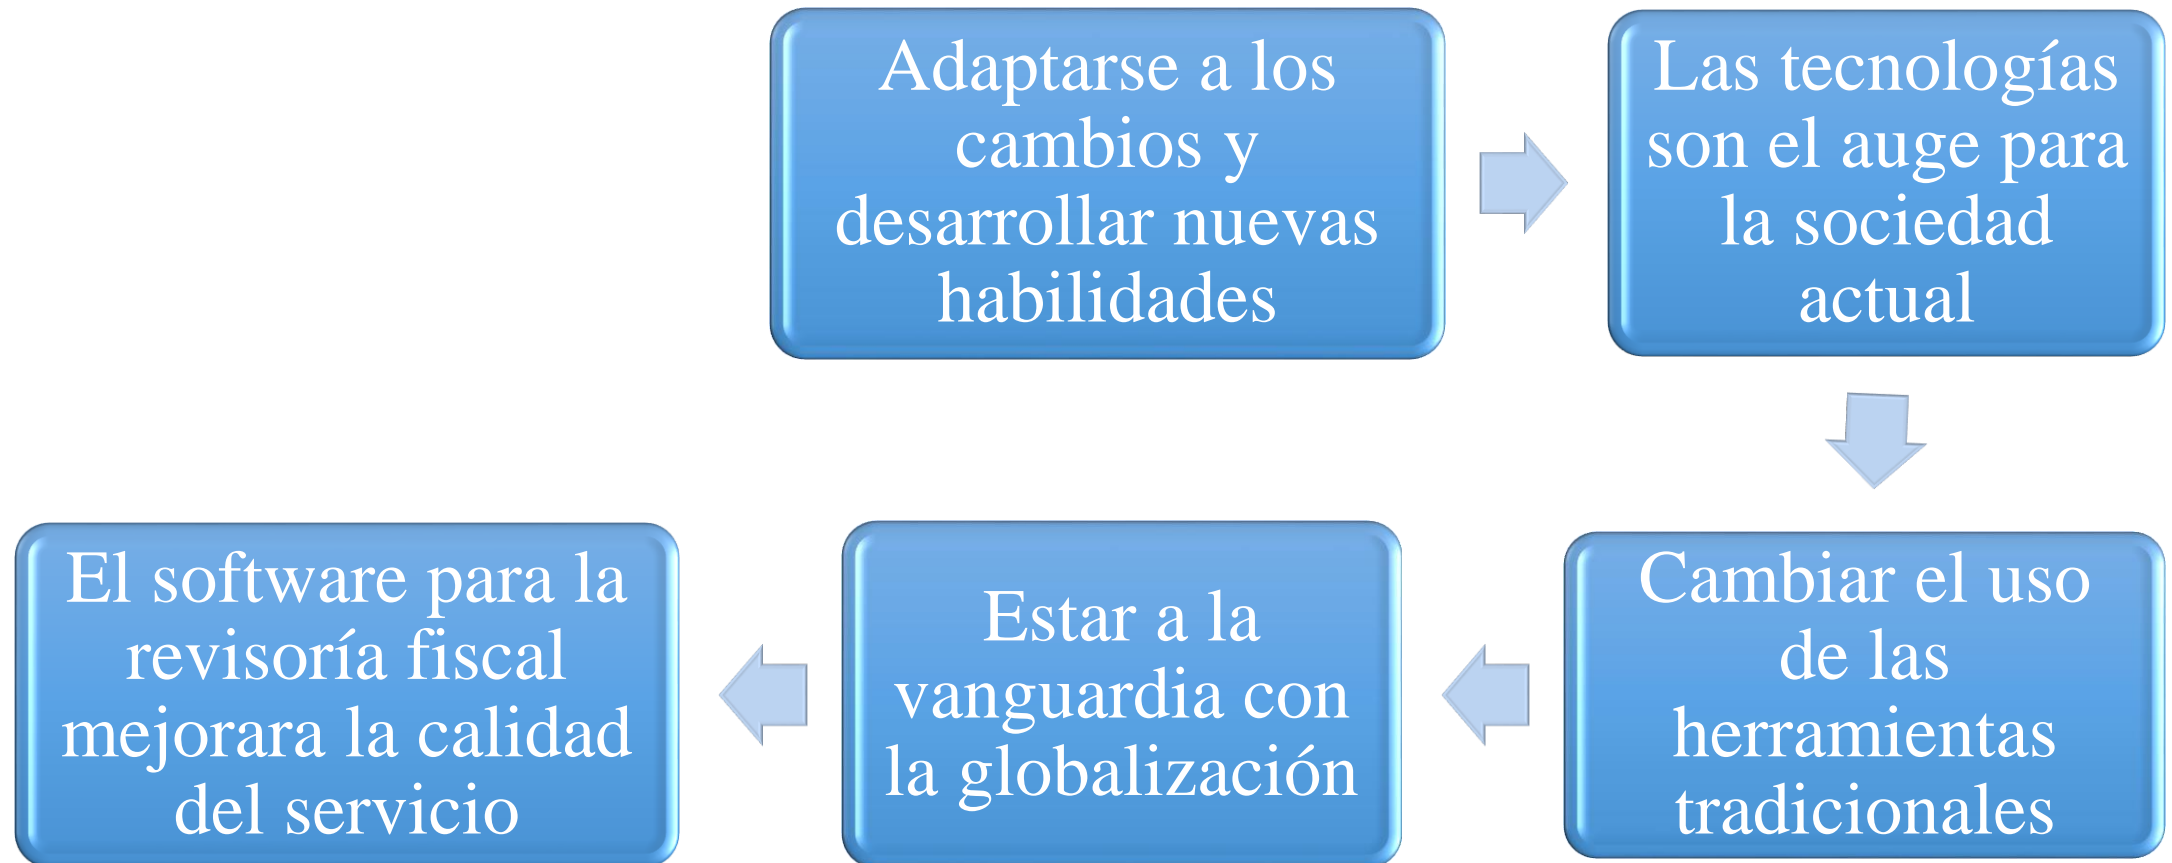 Adaptarse a los
cambios y
desarrollar nuevas
habilidades
Las tecnologías
son el auge para
la sociedad
actual
Cambiar el uso
de las
herramientas
tradicionales
Estar a la
vanguardia con
la globalización
El software para la
revisoría fiscal
mejorara la calidad
del servicio